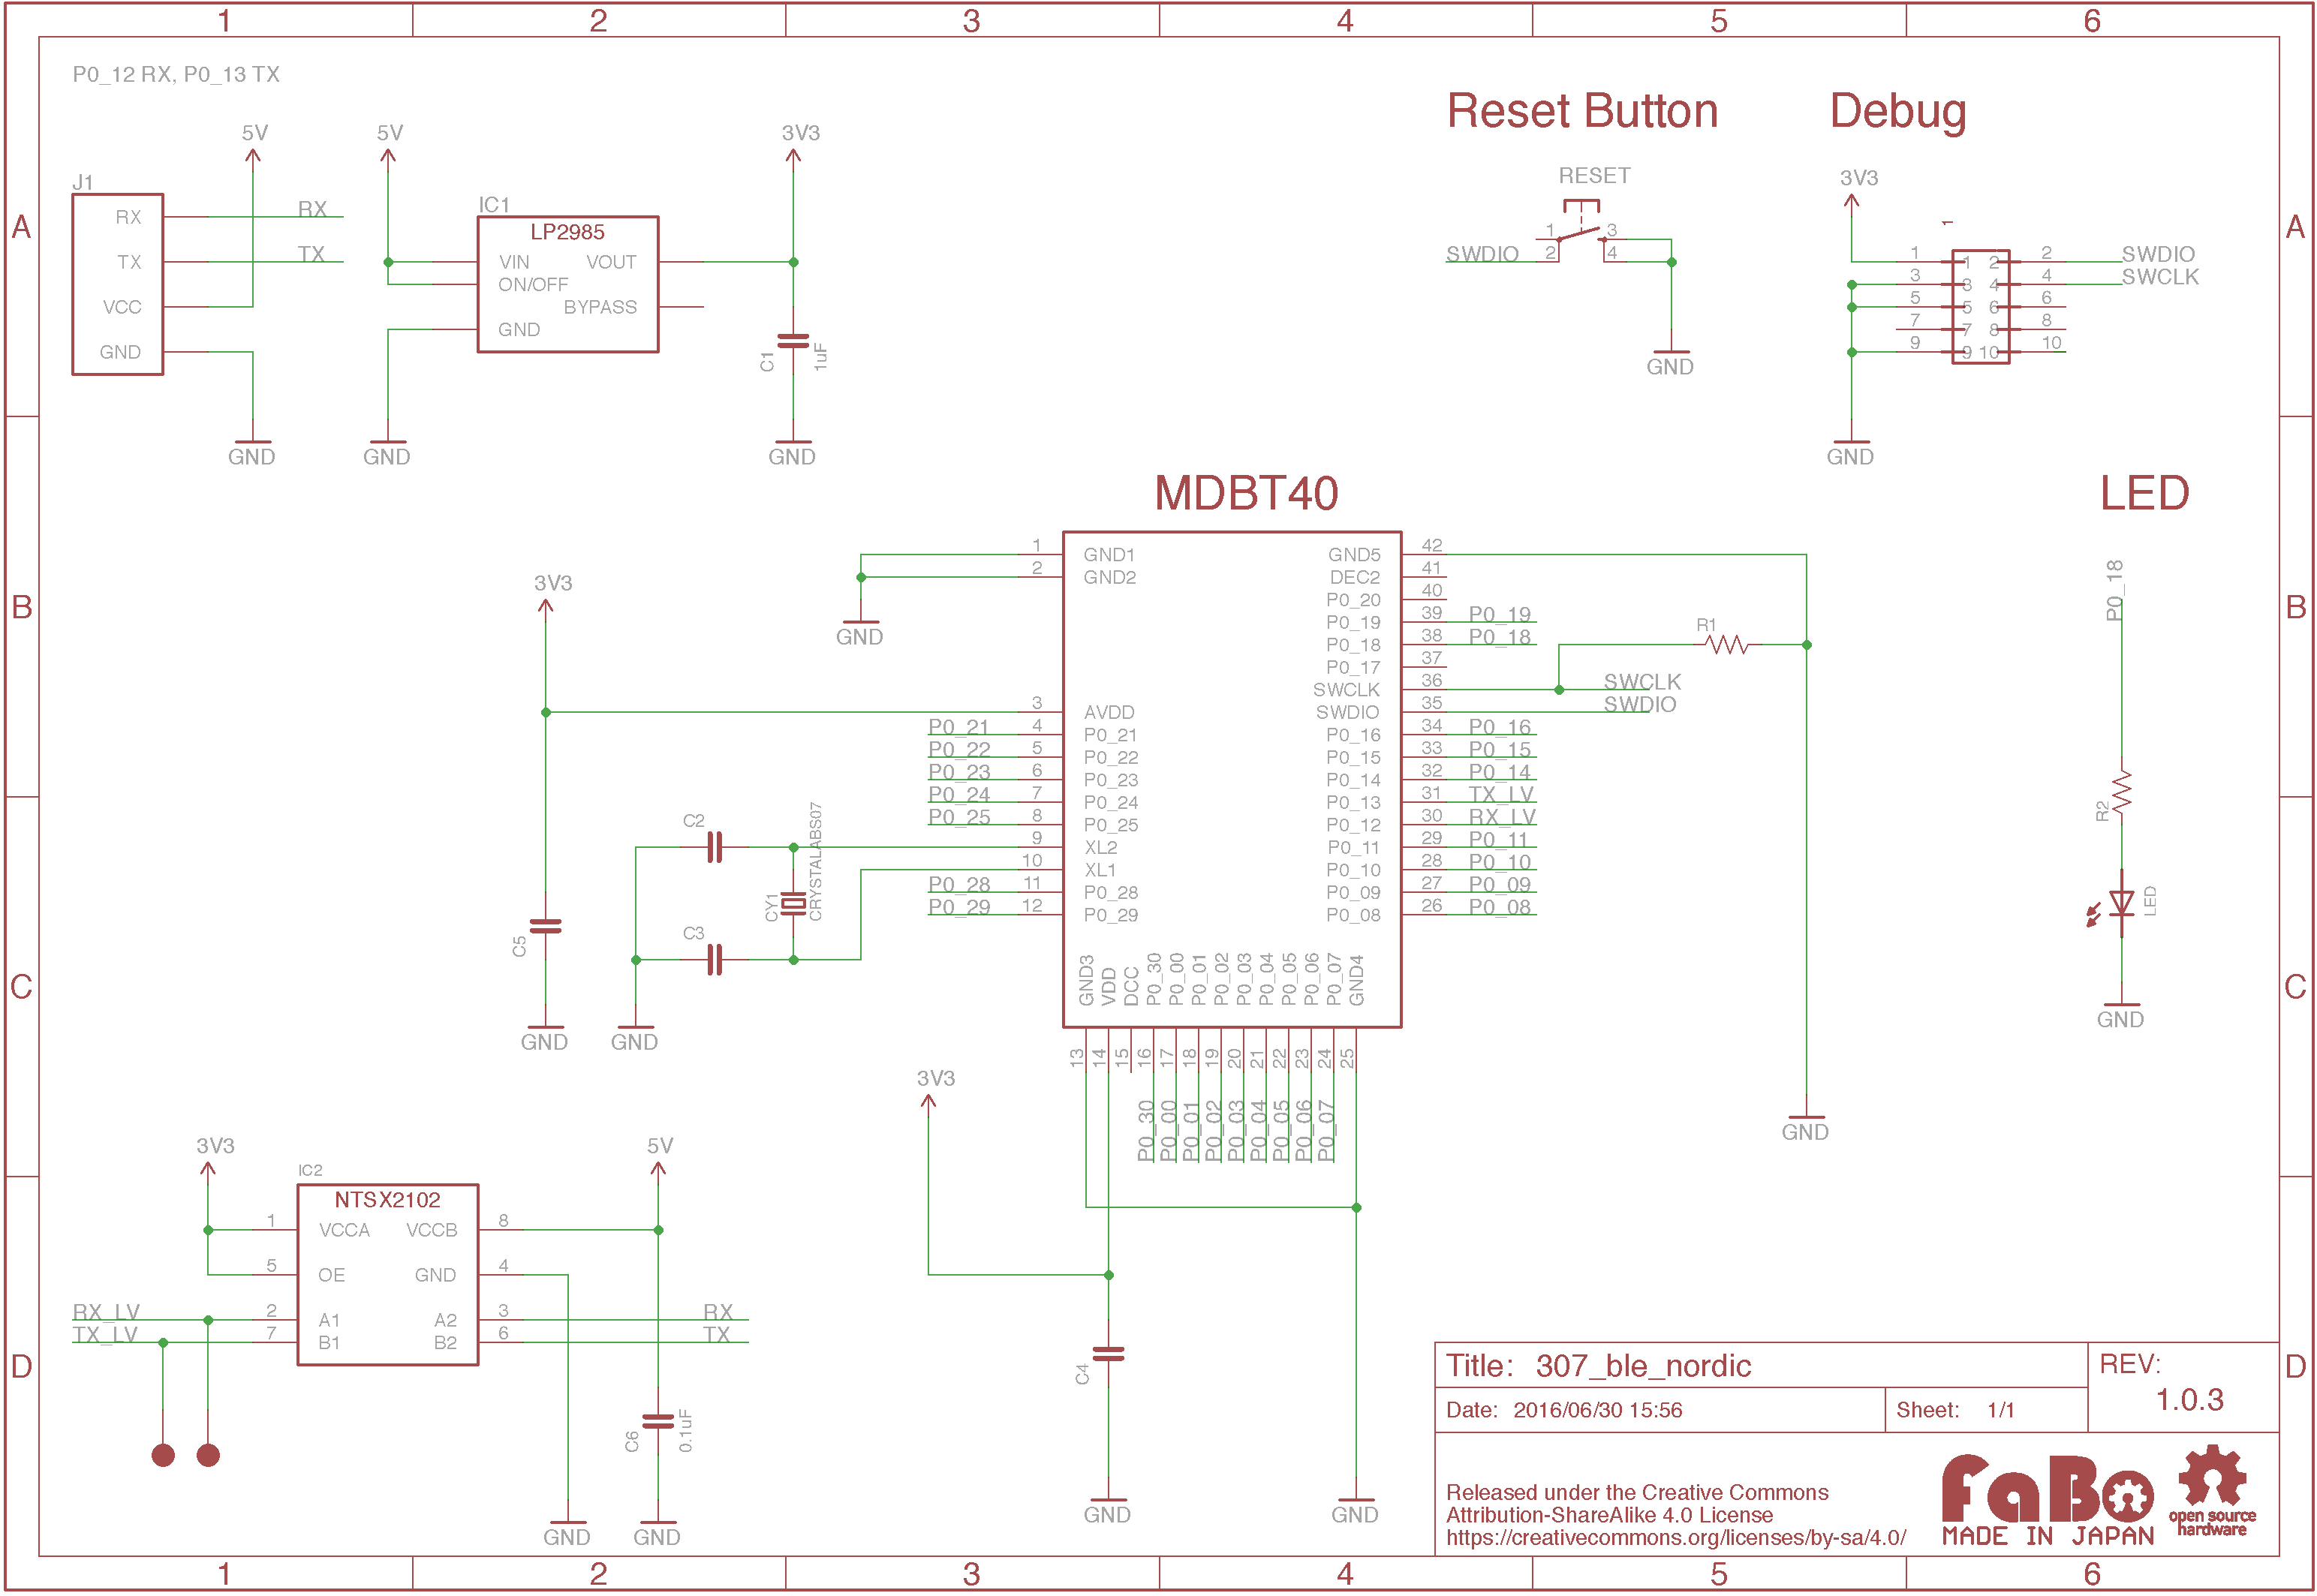 1 2 3 4 5 6
A
B
C
D
A
B
C
D
1 2 3 4 5 6
P0_12 RX, P0_13 TX
J1
RX
TX
VCC
GND
RX
TX
5V
GND
5V
GND
IC1
LP2985
VIN
ON/OFF
GND
VOUT
BYPASS
3V3
C1
1uF
GND
Reset Button
RESET
SWDIO
1
2
3
4
GND
Debug
3V3
1
1 1 2 2 SWDIO
3 3 4 4 SWCLK
5 5 6 6
7 7 8 8
9 9 10 10
GND
MDBT40
1 GND1
2 GND2
GND
3V3
3 AVDD
P0_21 4 P0_21
P0_22 5 P0_22
P0_23 6 P0_23
P0_24 7 P0_24
P0_25 8 P0_25
9 XL2
10 XL1
P0_28 11 P0_28
P0_29 12 P0_29
C5
GND
C2
C3
CY1
CRYSTALABS07
GND
GND5 42
DEC2 41
P0_20 40
P0_19 39 P0_19
P0_18 38 P0_18
P0_17 37
SWCLK 36 SWCLK
SWDIO 35 SWDIO
P0_16 34 P0_16
P0_15 33 P0_15
P0_14 32 P0_14
P0_13 31 TX_LV
P0_12 30 RX_LV
P0_11 29 P0_11
P0_10 28 P0_10
P0_09 27 P0_09
P0_08 26 P0_08
R1
GND
GND3 13
VDD 14
DCC 15
P0_30 16 P0_30
P0_00 17 P0_00
P0_01 18 P0_01
P0_02 19 P0_02
P0_03 20 P0_03
P0_04 21 P0_04
P0_05 22 P0_05
P0_06 23 P0_06
P0_07 24 P0_07
GND4 25
3V3
C4
GND
GND
LED
P0_18
R2
LED
GND
3V3
IC2
NTSX2102
1 VCCA VCCB 8
5 OE GND 4
RX_LV 2 A1 A2 3 RX
TX_LV 7 B1 B2 6 TX
5V
C6
0.1uF
GND
GND
Title: 307_ble_nordic
REV:
1.0.3
Date: 2016/06/30 15:56
Sheet: 1/1
Released under the Creative Commons
Attribution-ShareAlike 4.0 License
https://creativecommons.org/licenses/by-sa/4.0/
FaBo
MADE IN JAPAN
open source
hardware